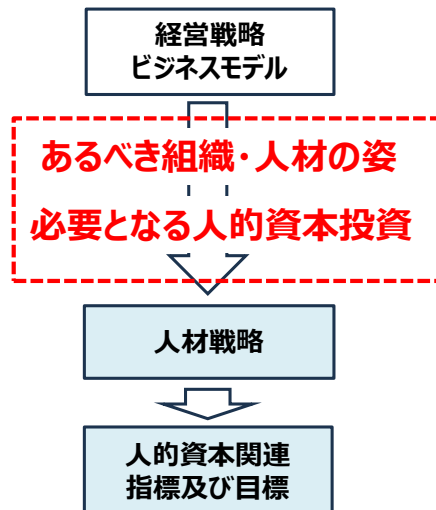 経営戦略
ビジネスモデル
あるべき組織・人材の姿
必要となる人的資本投資
人材戦略
人的資本関連
指標及び目標